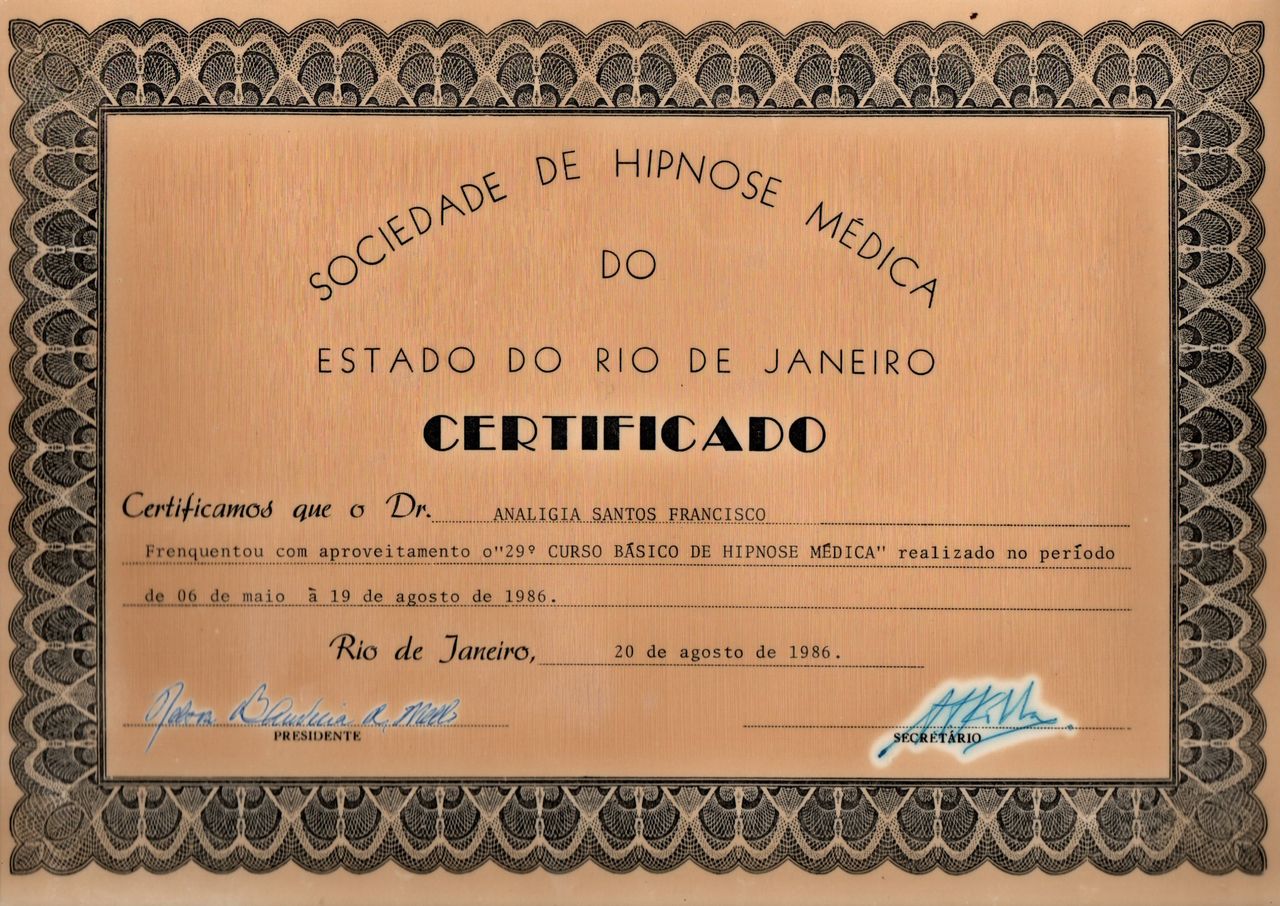 SOCIEDADE DE HIPNOSE MÉDICA
DO
ESTADO DO RIO DE JANEIRO
CERTIFICADO
Certificamos que o Dr. ANALIGIA SANTOS FRANCISCO
Frenquentou com aproveitamento o"29º CURSO BÁSICO DE HIPNOSE MÉDICA" realizado no período
de 06 de maio à 19 de agosto de 1986.
Rio de Janeiro, 20 de agosto de 1986.
PRESIDENTE
SECRETÁRIO